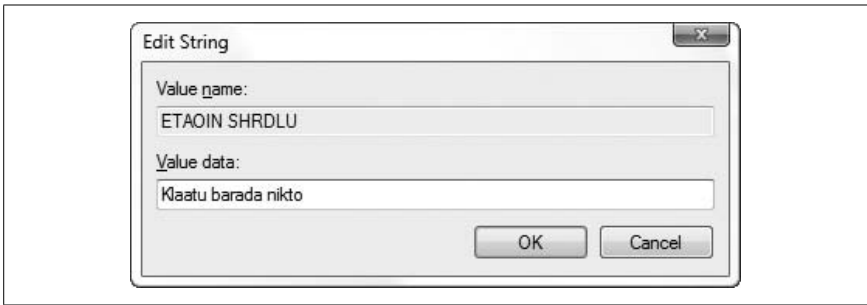 Edit String
Value name:
ETAOIN SHRDLU
Value data:
Klaatu barada nikto
OK Cancel